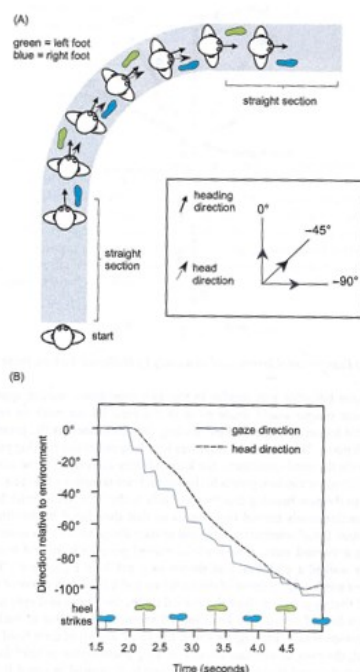 (A)
green = left foot
blue = right foot
straight section
heading
direction
0°
−45°
−90°
head
direction
straight
section
start
(B)
gaze direction
head direction
Direction relative to environment
0°
-20°
-40°
-60°
-80°
-100°
heel
strikes
1.5 2.0 2.5 3.0 3.5 4.0 4.5
Time (seconds)